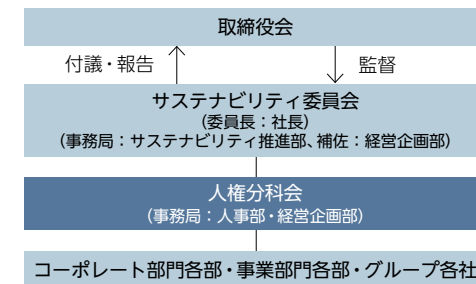 取締役会
付議・報告
監督
サステナビリティ委員会
(委員長：社長)
(事務局：サステナビリティ推進部、補佐：経営企画部)
人権分科会
(事務局：人事部・経営企画部)
コーポレート部門各部・事業部門各部・グループ各社